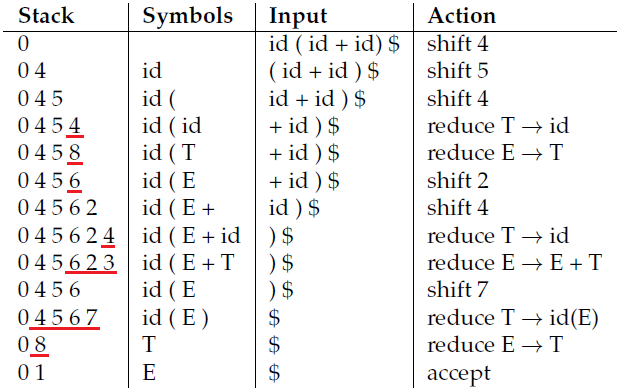 Stack Symbols Input Action
0 id ( id + id) $ shift 4
0 4 id ( id + id ) $ shift 5
0 4 5 id ( id + id ) $ shift 4
0 4 5 4 id ( id + id ) $ reduce T → id
0 4 5 8 id ( T + id ) $ reduce E → T
0 4 5 6 id ( E + id ) $ shift 2
0 4 5 6 2 id ( E + id ) $ shift 4
0 4 5 6 2 4 id ( E + id ) $ reduce T → id
0 4 5 6 2 3 id ( E + T ) $ reduce E → E + T
0 4 5 6 id ( E ) $ shift 7
0 4 5 6 7 id ( E ) $ reduce T → id(E)
0 8 T $ reduce E → T
0 1 E $ accept